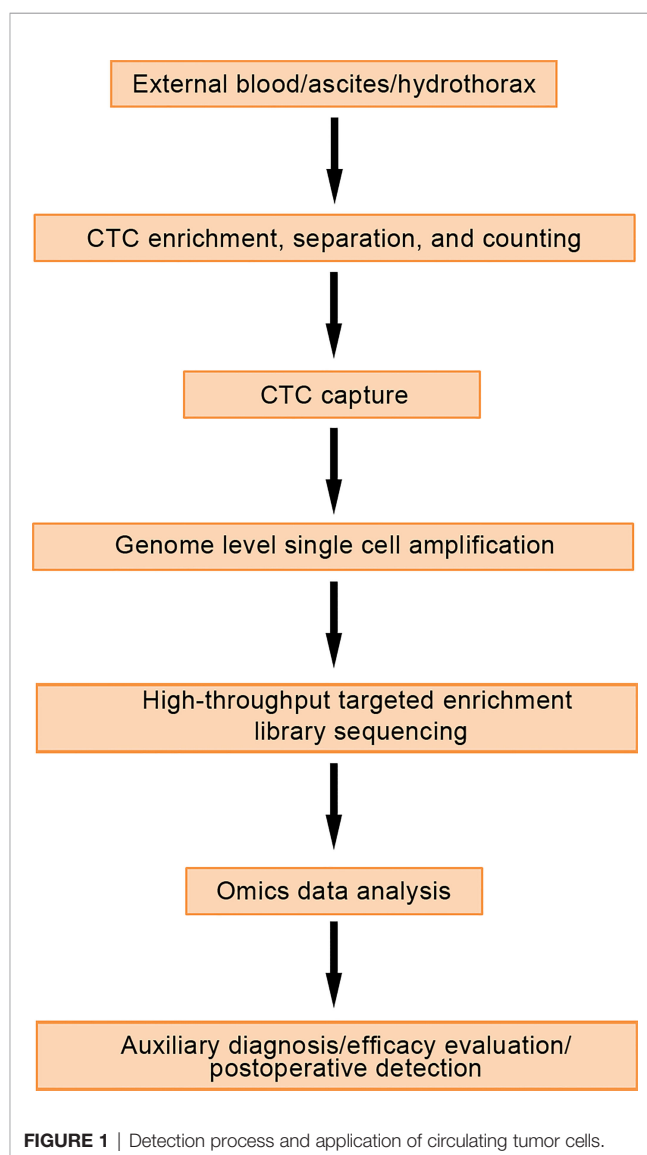 External blood/ascites/hydrothorax
CTC enrichment, separation, and counting
CTC capture
Genome level single cell amplification
High-throughput targeted enrichment
library sequencing
Omics data analysis
Auxiliary diagnosis/efficacy evaluation/
postoperative detection
FIGURE 1 | Detection process and application of circulating tumor cells.